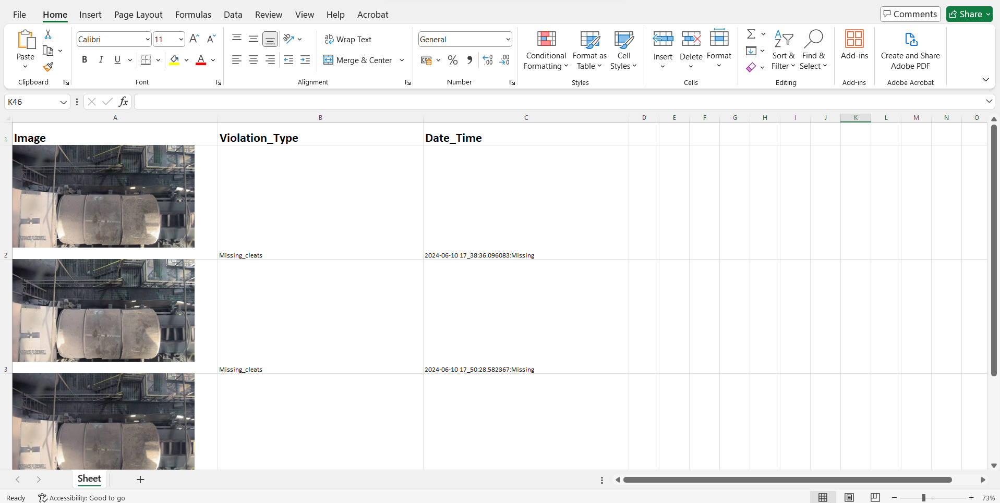 File Home Insert Page Layout Formulas Data Review View Help Acrobat Comments Share
Paste
Clipboard
Calibri 11
B I U A
Font
Wrap Text
Merge & Center
Alignment
General
% 
Number
Conditional Formatting
Format as Table
Cell Styles
Styles
Insert Delete Format
Cells
Sort & Filter
Find & Select
Editing
Add-ins
Add-ins
Create and Share Adobe PDF
Adobe Acrobat
K46 fx
A B C D E F G H I J K L M N O
1 Image Violation_Type Date_Time
2 Missing_cleats 2024-06-10 17_38:36.096083:Missing
3 Missing_cleats 2024-06-10 17_50:28.582367:Missing
Sheet
Ready Accessibility: Good to go 73%